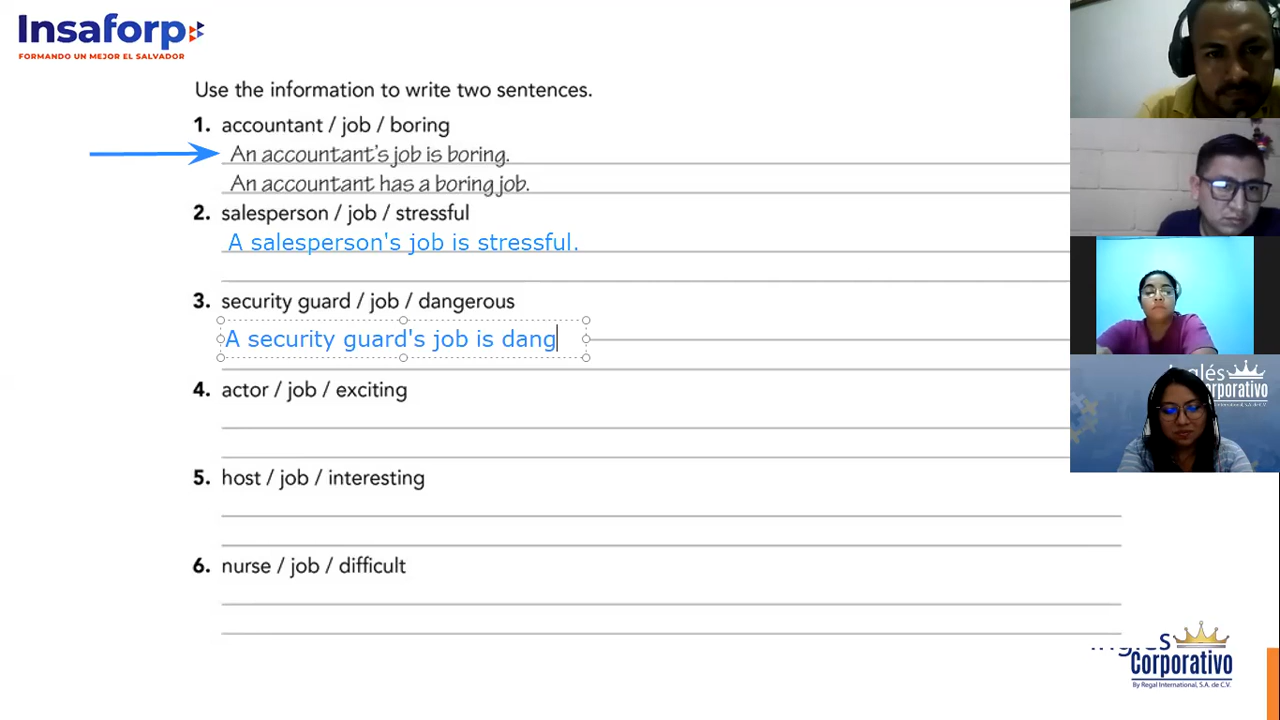 Insaforp
FORMANDO UN MEJOR EL SALVADOR
Use the information to write two sentences.
1. accountant / job / boring
An accountant's job is boring.
An accountant has a boring job.
2. salesperson / job / stressful
A salesperson's job is stressful.
3. security guard / job / dangerous
A security guard's job is dang
4. actor / job / exciting
5. host / job / interesting
6. nurse / job / difficult
Inglés
Corporativo
By Regal International, S.A. de C.V.